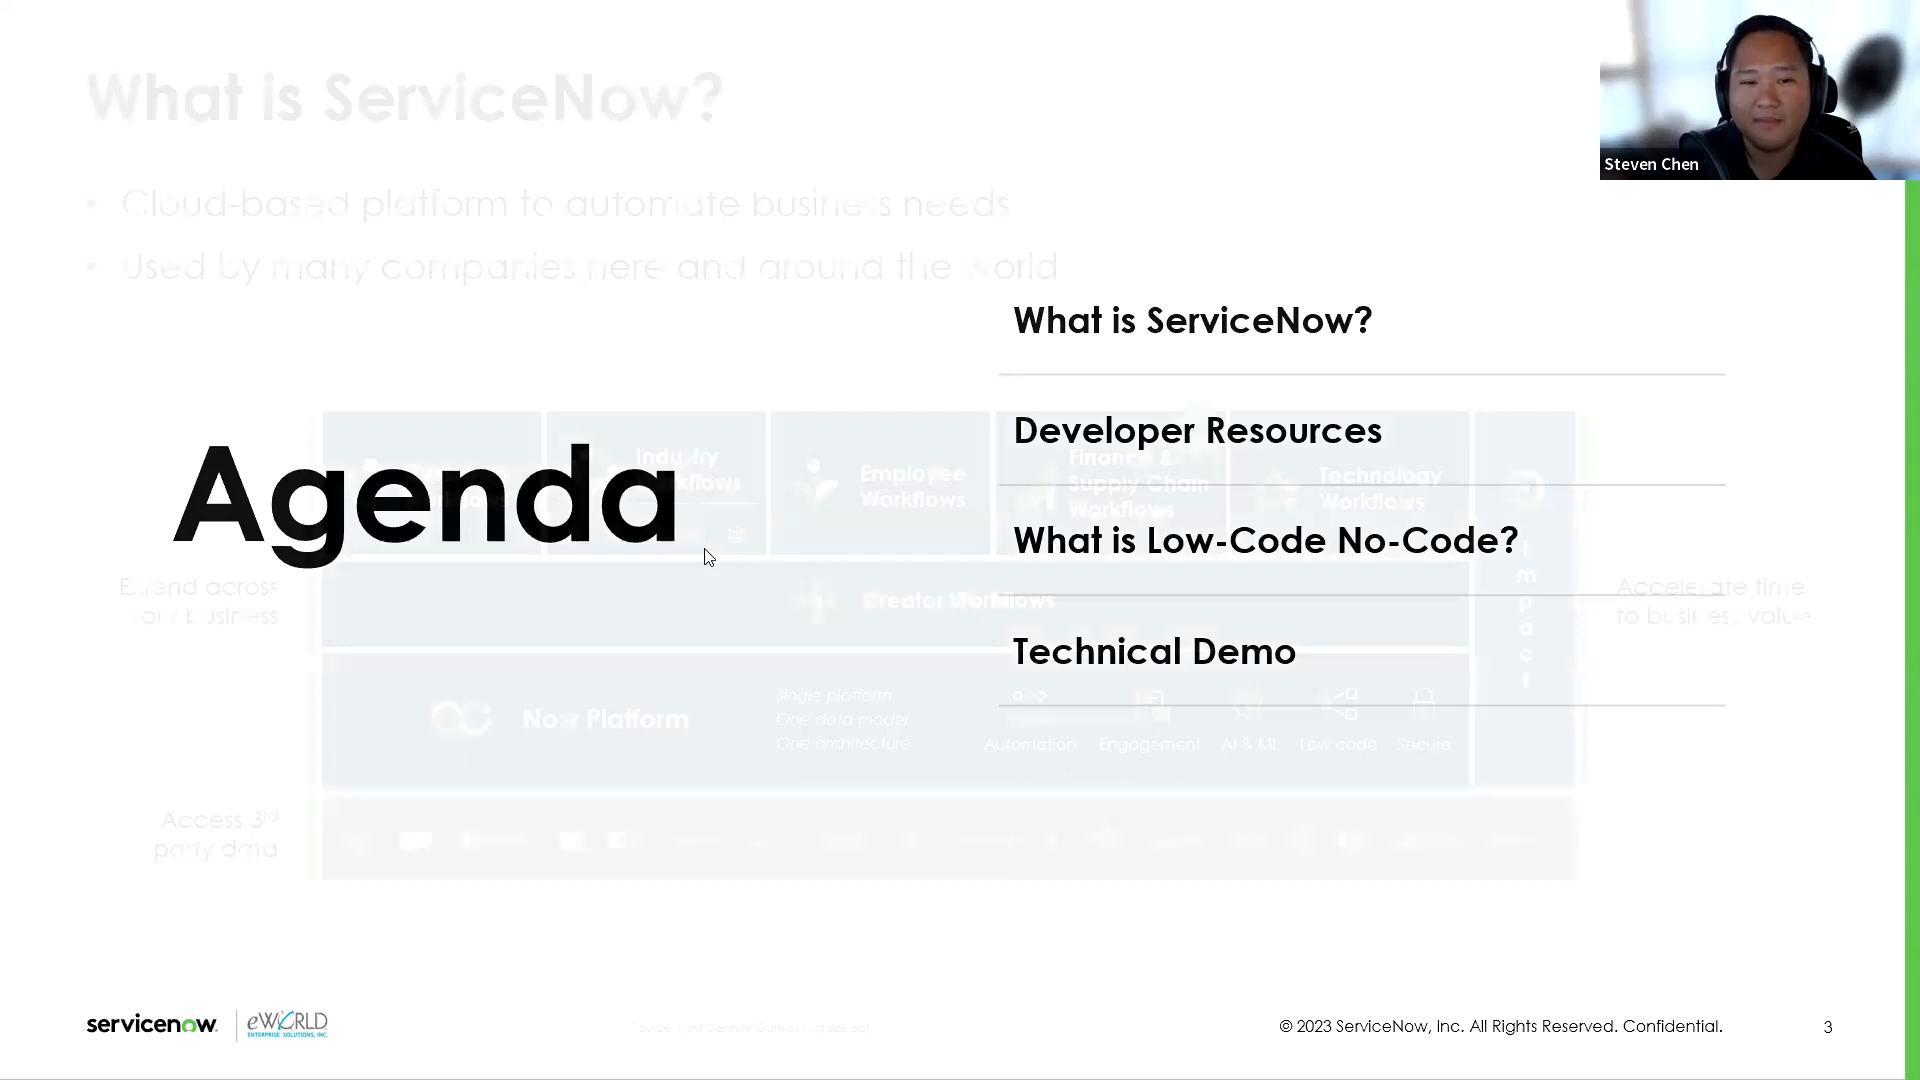 What is ServiceNow?
Steven Chen
• Cloud-based platform to automate business needs
• Used by many companies here and around the world
Agenda
What is ServiceNow?
Developer Resources
What is Low-Code No-Code?
Technical Demo
Industry
Workflows
Employee
Workflows
Finance &
Supply Chain
Workflows
Technology
Workflows
Impact
Extend across
your business
Creator Workflows
Accelerate time
to business value
Now Platform
Single platform
One data model
One architecture
Automation
Engagement
AI & ML
Low code
Secure
Access 3rd
party data
servicenow
eWORLD
ENTERPRISE SOLUTIONS, INC.
© 2023 ServiceNow, Inc. All Rights Reserved. Confidential.
3